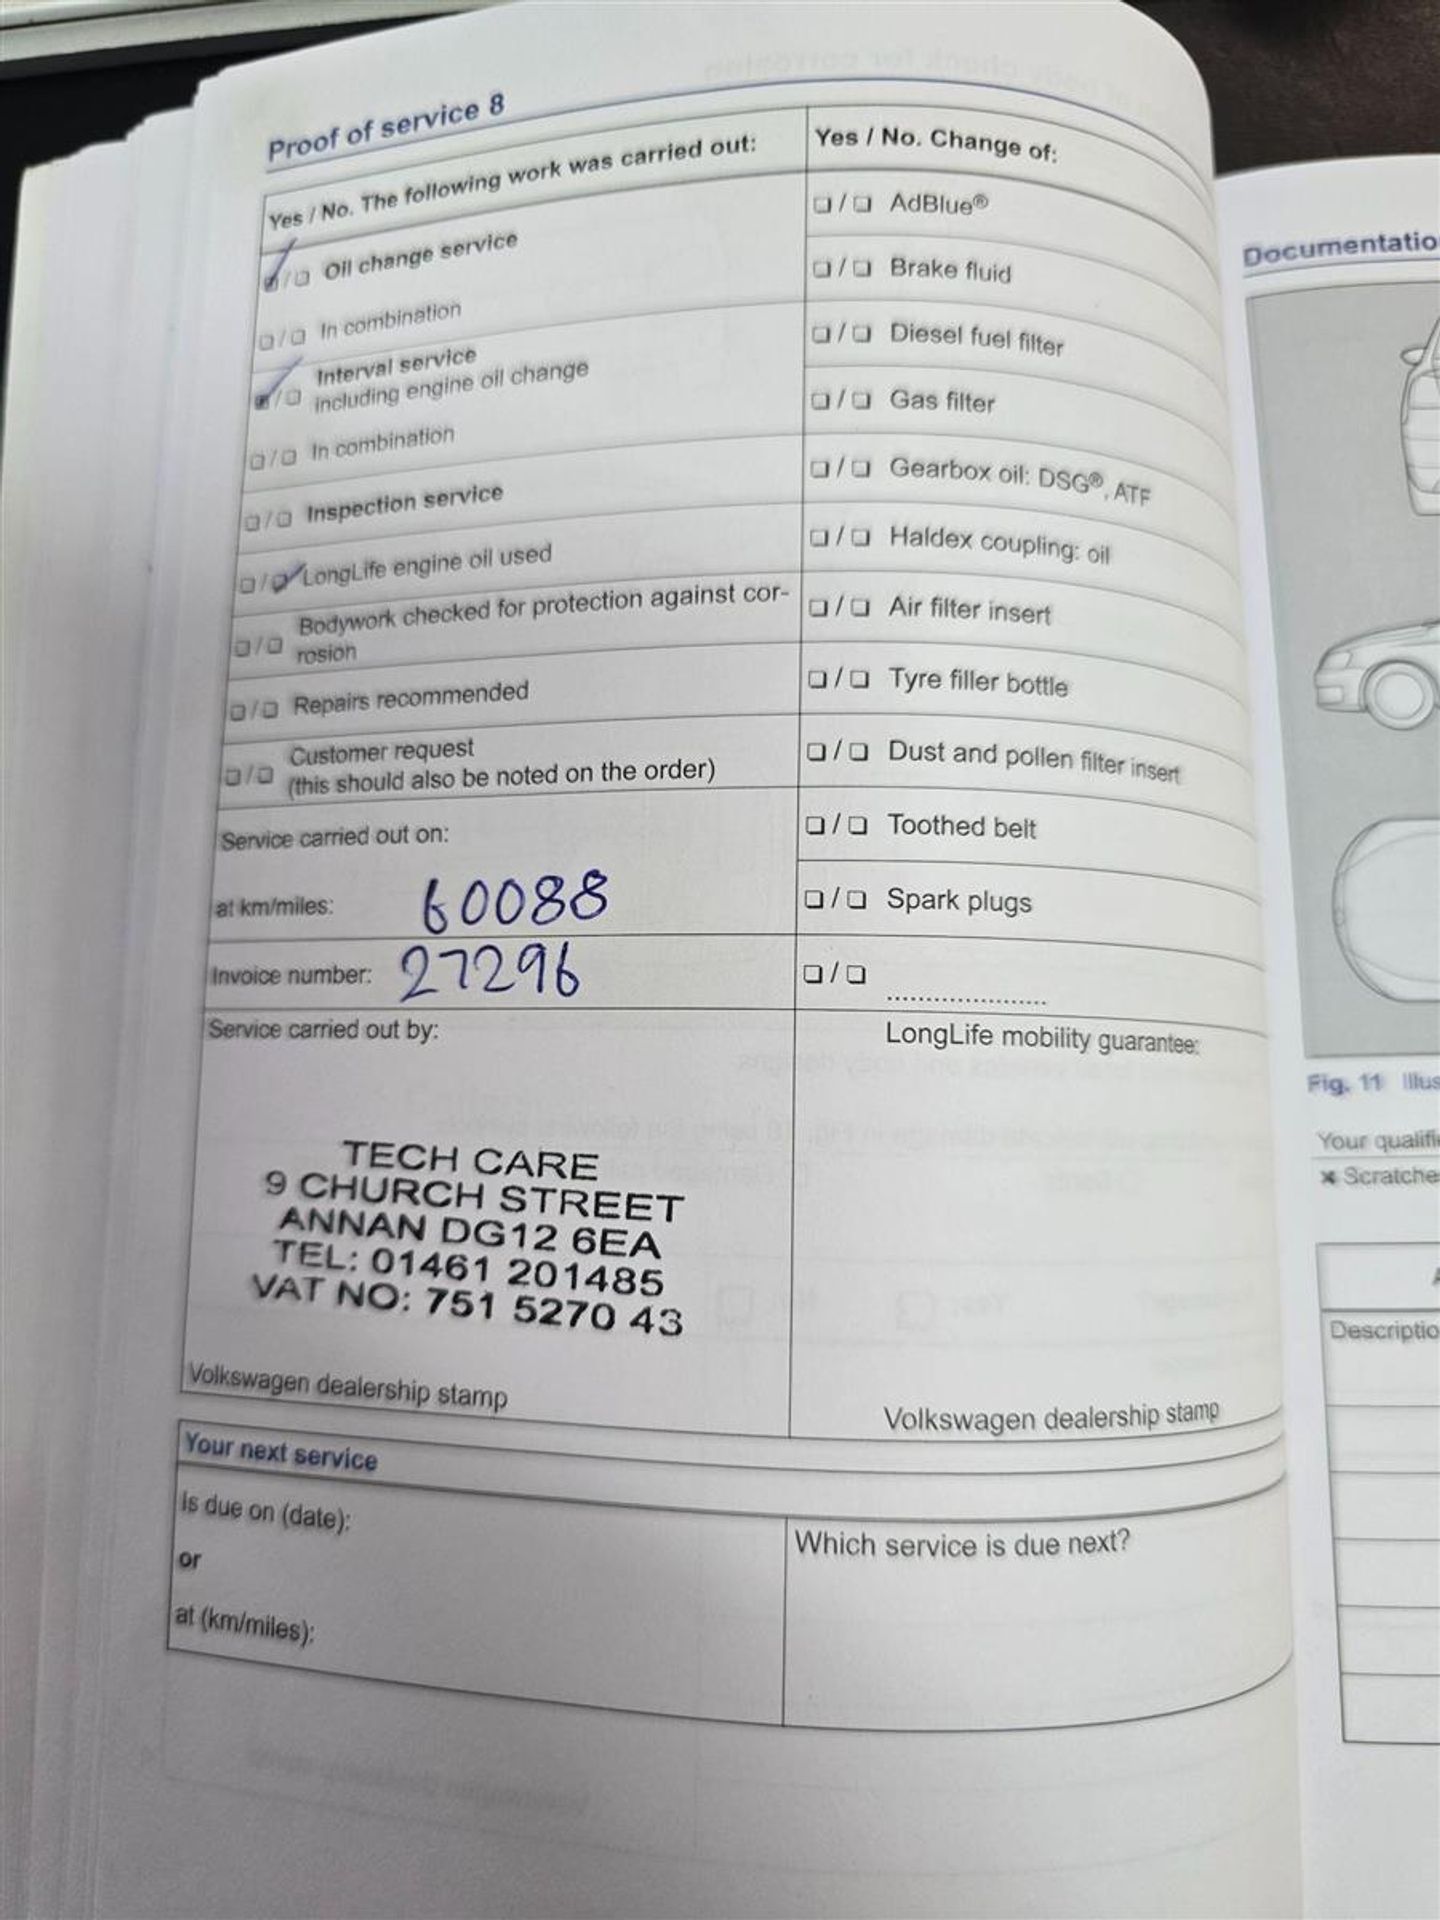 Proof of service 8
Yes / No. The following work was carried out:
☑/☐ Oil change service
☐/☐ In combination
☑/☐ Interval service
including engine oil change
☐/☐ In combination
☐/☐ Inspection service
☐/☑ LongLife engine oil used
☐/☐ Bodywork checked for protection against cor-
rosion
☐/☐ Repairs recommended
☐/☐ Customer request
(this should also be noted on the order)
Service carried out on:
at km/miles: 60088
Invoice number: 27296
Service carried out by:
TECH CARE
9 CHURCH STREET
ANNAN DG12 6EA
TEL: 01461 201485
VAT NO: 751 5270 43
Volkswagen dealership stamp
Yes / No. Change of:
☐/☐ AdBlue®
☐/☐ Brake fluid
☐/☐ Diesel fuel filter
☐/☐ Gas filter
☐/☐ Gearbox oil: DSG®, ATF
☐/☐ Haldex coupling: oil
☐/☐ Air filter insert
☐/☐ Tyre filler bottle
☐/☐ Dust and pollen filter insert
☐/☐ Toothed belt
☐/☐ Spark plugs
☐/☐ .....................
LongLife mobility guarantee:
Volkswagen dealership stamp
Your next service
Is due on (date):
or
at (km/miles):
Which service is due next?
Documentatio
Fig. 11 Illus
Your qualifi
Scratche
Descriptio